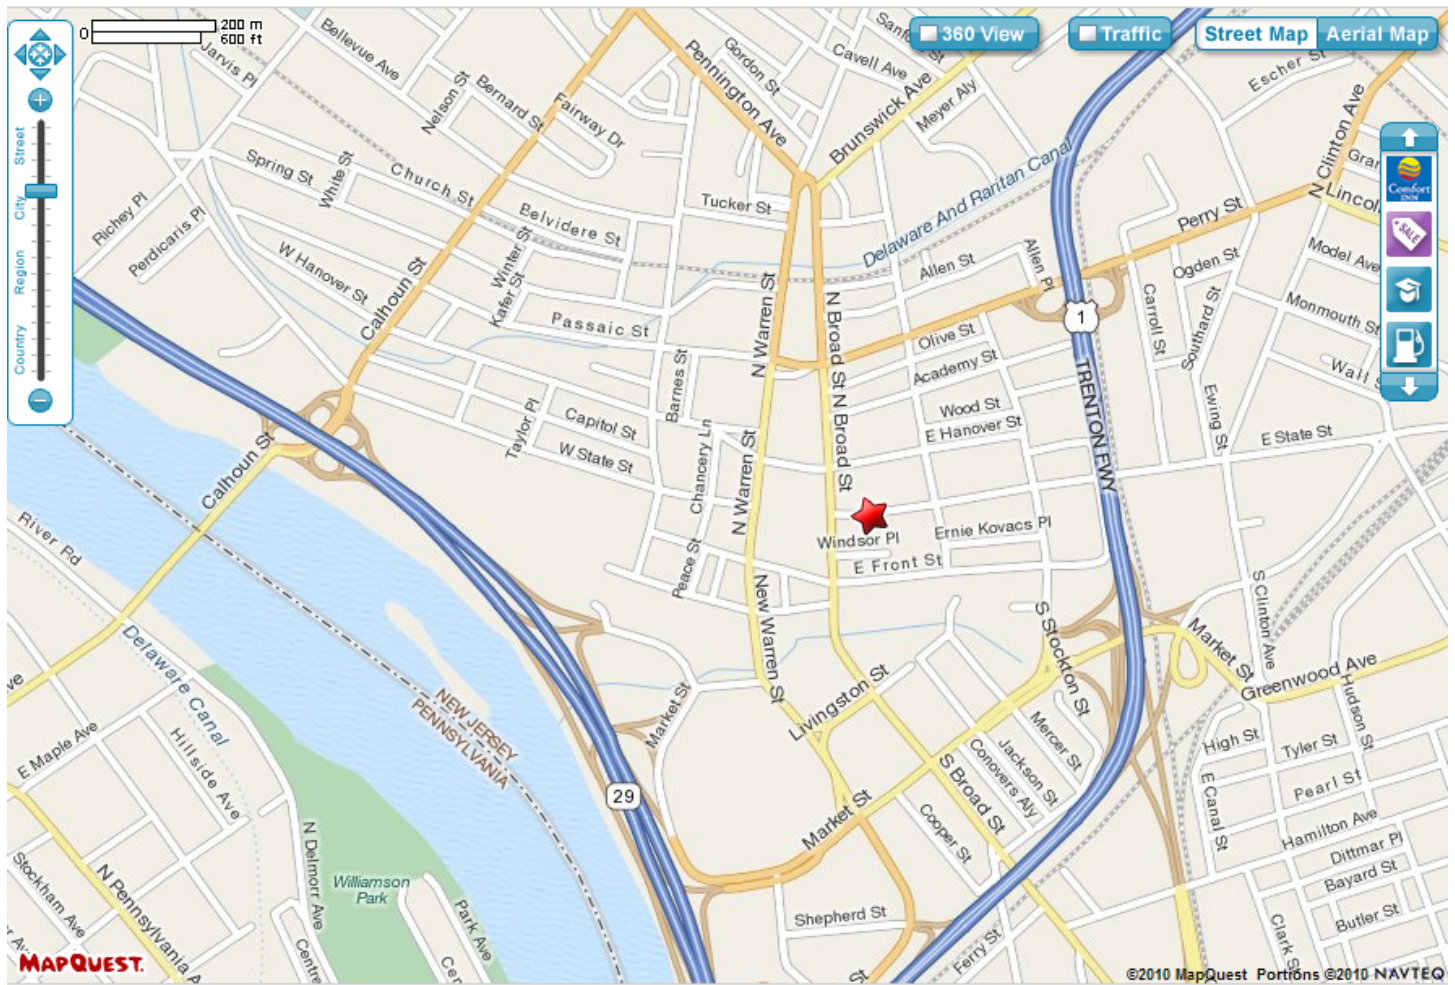 0
200 m
600 ft
360 View
Traffic
Street Map
Aerial Map
Street
City
Region
Country
Bellevue Ave
Jarvis Pl
Nelson St
Bernard St
Fairway Dr
Pennington Ave
Gordon St
Cavell Ave
Brunswick Ave
Meyer Aly
Escher St
N Clinton Ave
Spring St
White St
Church St
Belvidere St
Tucker St
Delaware And Raritan Canal
Perry St
Richey Pl
Perdicaris Pl
W Hanover St
Winter St
Kafer St
Calhoun St
Passaic St
N Warren St
N Broad St
Allen St
Allen Pl
Ogden St
Model Ave
Monmouth St
Carroll St
Southard St
1
Olive St
Academy St
TRENTON FWY
Barnes St
Taylor Pl
Capitol St
W State St
Chancery Ln
N Warren St
N Broad St
Wood St
E Hanover St
Ewing St
E State St
Calhoun St
River Rd
Windsor Pl
Ernie Kovacs Pl
E Front St
Peace St
New Warren St
S Stockton St
S Clinton Ave
Market St
Greenwood Ave
Delaware Canal
NEW JERSEY
PENNSYLVANIA
Market St
Livingston St
Mercer St
Jackson St
Conovers Aly
S Broad St
Hudson St
High St
Tyler St
Pearl St
E Canal St
Hamilton Ave
Dittmar Pl
Bayard St
Butler St
Clark S
E Maple Ave
Hillside Ave
29
Market St
Cooper St
Shepherd St
Ferry St
N Delmorr Ave
Williamson
Park
Park Ave
Stockham Ave
N Pennsylvania A
Centre
Cen
St
Comfort
INN
SALE
MAPQUEST.
©2010 MapQuest Portions ©2010 NAVTEQ